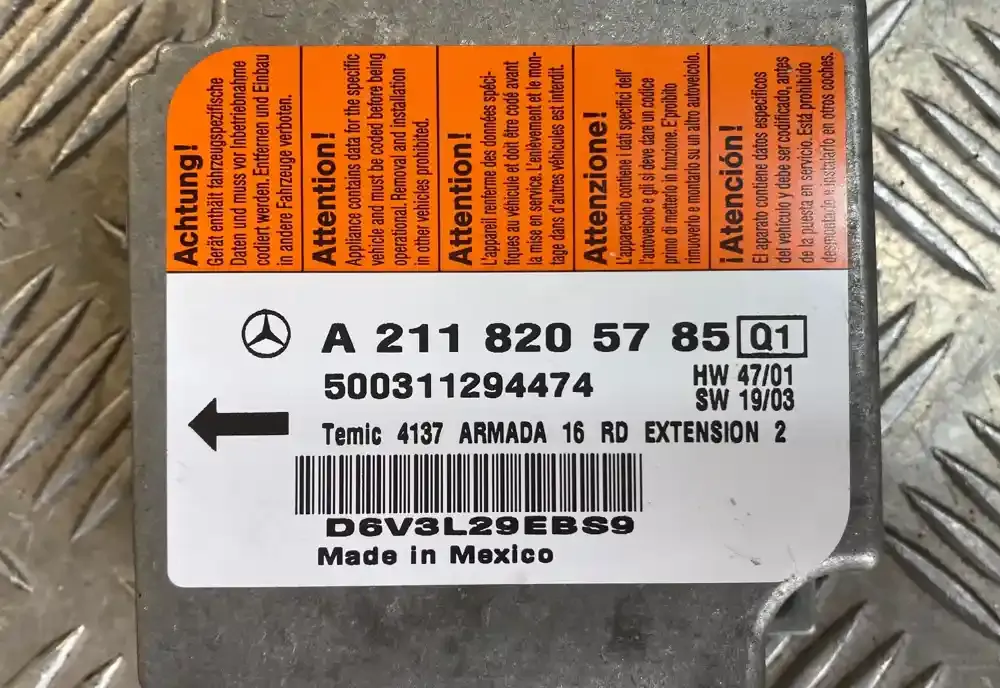 Achtung!
Gerät enthält fahrzeugspezifische
Daten und muss vor Inbetriebnahme
codiert werden. Entfernen und Einbau
in andere Fahrzeuge verboten.
Attention!
Appliance contains data for the specific
vehicle and must be coded before being
operational. Removal and installation
in other vehicles prohibited.
Attention!
L'appareil renferme des données spéci-
fiques au véhicule et doit être codé avant
la mise en service. L'enlèvement et le mon-
tage dans d'autres véhicules est interdit.
Attenzione!
L'apparecchio contiene i dati specifici dell'
l'autoveicolo e gli si deve dare un codice
primo di metterlo in funzione. E proibito
rimuoverlo e montarlo su un altro autoveicolo.
¡Atención!
El aparato contiene datos específicos
del vehículo y debe ser codificado, antes
de la puesta en servicio. Está prohibido
desmontarlo e instalarlo en otros coches.
A 211 820 57 85 Q1
500311294474 HW 47/01
SW 19/03
Temic 4137 ARMADA 16 RD EXTENSION 2
D6V3L29EBS9
Made in Mexico